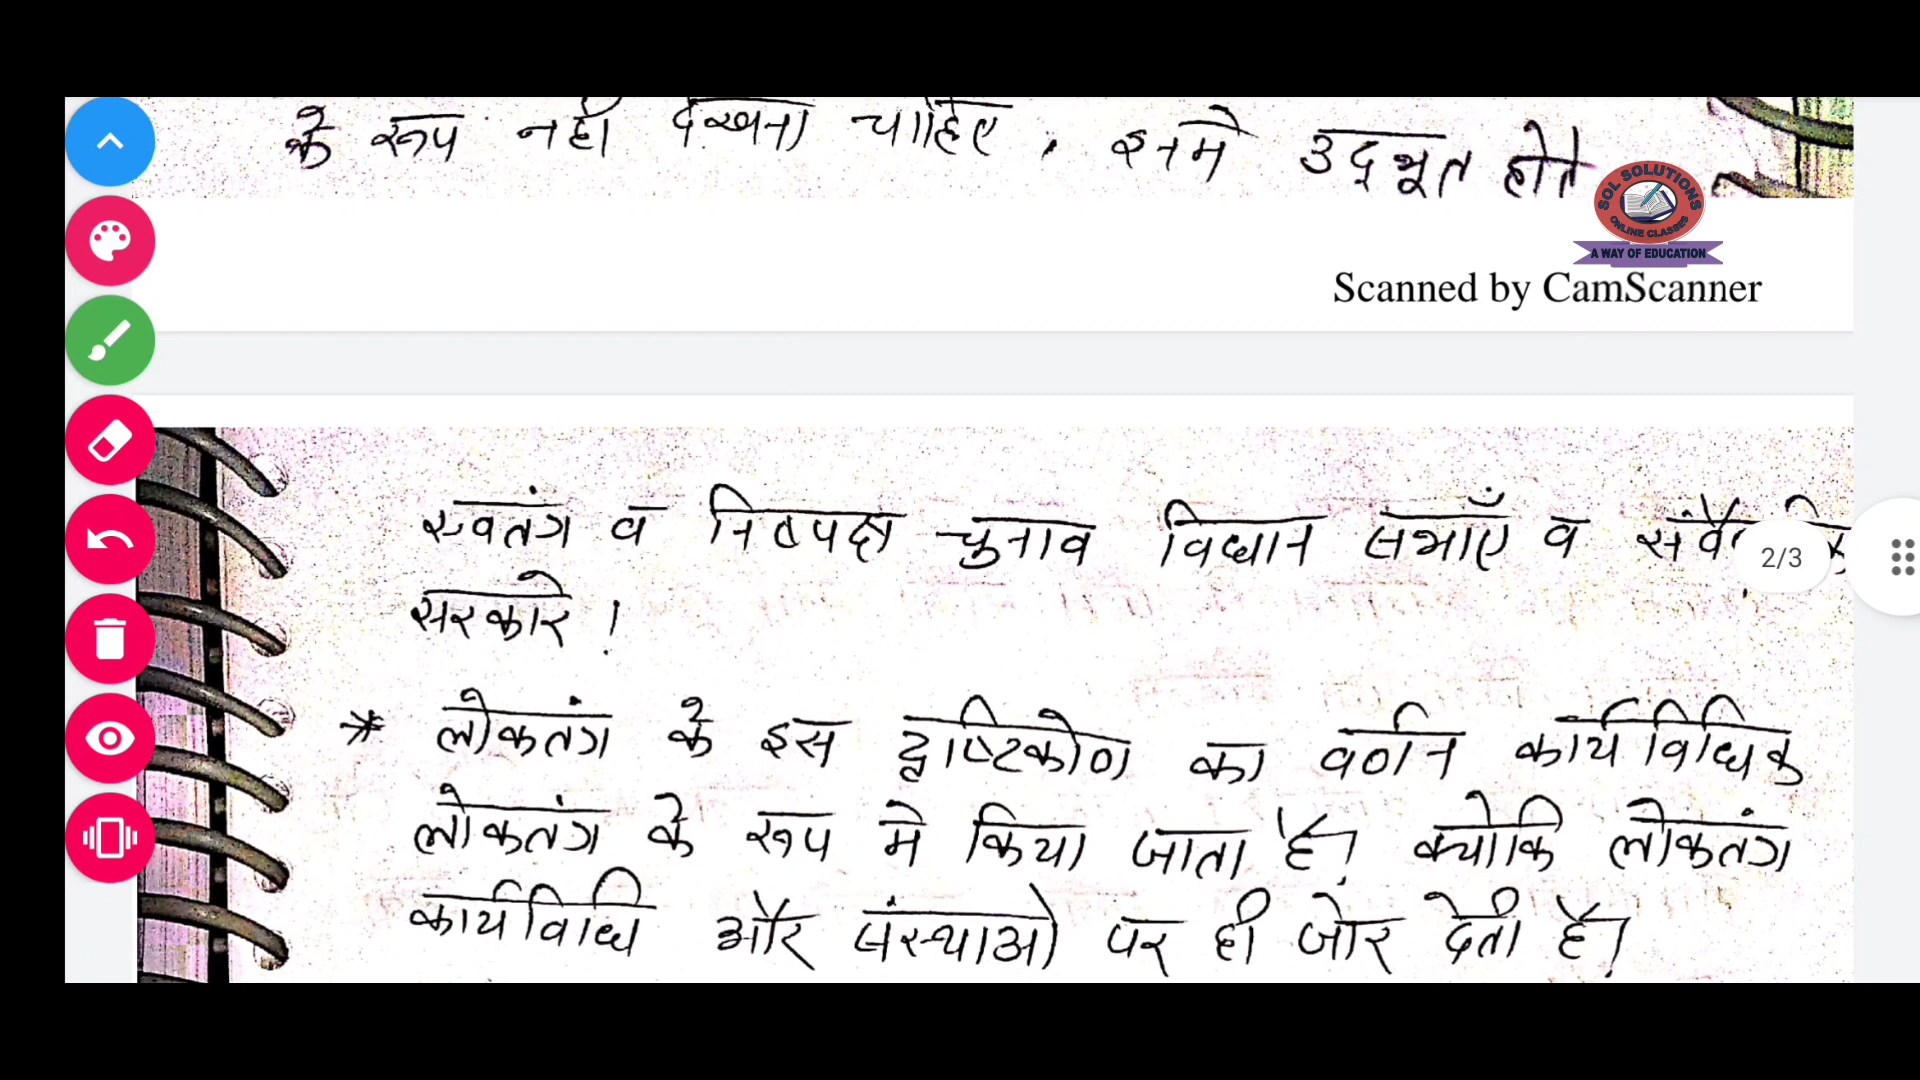 के रूप नही देखना चाहिए, इनमे उद्भूत होते
SOL SOLUTIONS
ONLINE CLASSES
A WAY OF EDUCATION
Scanned by CamScanner
स्वतंत्र व निष्पक्ष चुनाव विधान सभाएँ व
2/3
सरकारे !
* लोकतंत्र के इस दृष्टिकोण का वर्णन कार्यविधिक
लोकतंत्र के रूप मे किया जाता है। क्योकि लोकतंत्र
कार्यविधि और संस्थाओ पर ही जोर देती है।